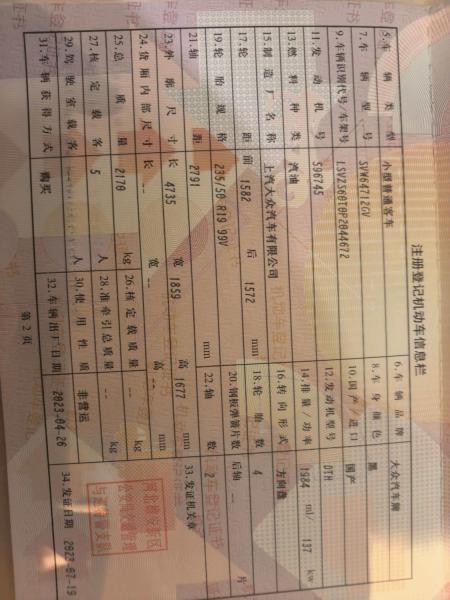 注册登记机动车信息栏
5.车辆类型 小型普通客车 6.车辆品牌 大众汽车牌
7.车辆型号 SVW64712GV 8.车身颜色 黑
9.车辆识别代号/车架号 LSVZS60T0P2044672 10.国产/进口 国产
11.发动机号 S96745 12.发动机型号 DTH
13.燃料种类 汽油 14.排量/功率 1984 ml/ 137 kw
15.制造厂名称 上汽大众汽车有限公司 16.转向形式 方向盘
17.轮距 前 1582 后 1572 mm 18.轮胎数 4
19.轮胎规格 235/50 R19 99V 20.钢板弹簧片数 后轴 -- 片
21.轴距 2791 mm 22.轴数 2
23.外廓尺寸 长 4735 宽 1859 高 1677 mm 33.发证机关章
24.货厢内部尺寸 长 -- 宽 -- 高 -- mm
25.总质量 2170 kg 26.核定载质量 -- kg
27.核定载客 5 人 28.准牵引总质量 -- kg
29.驾驶室载客 -- 人 30.使用性质 非营运
31.车辆获得方式 购买 32.车辆出厂日期 2023-04-26 34.发证日期 2023-07-19
河北雄安新区
第2页